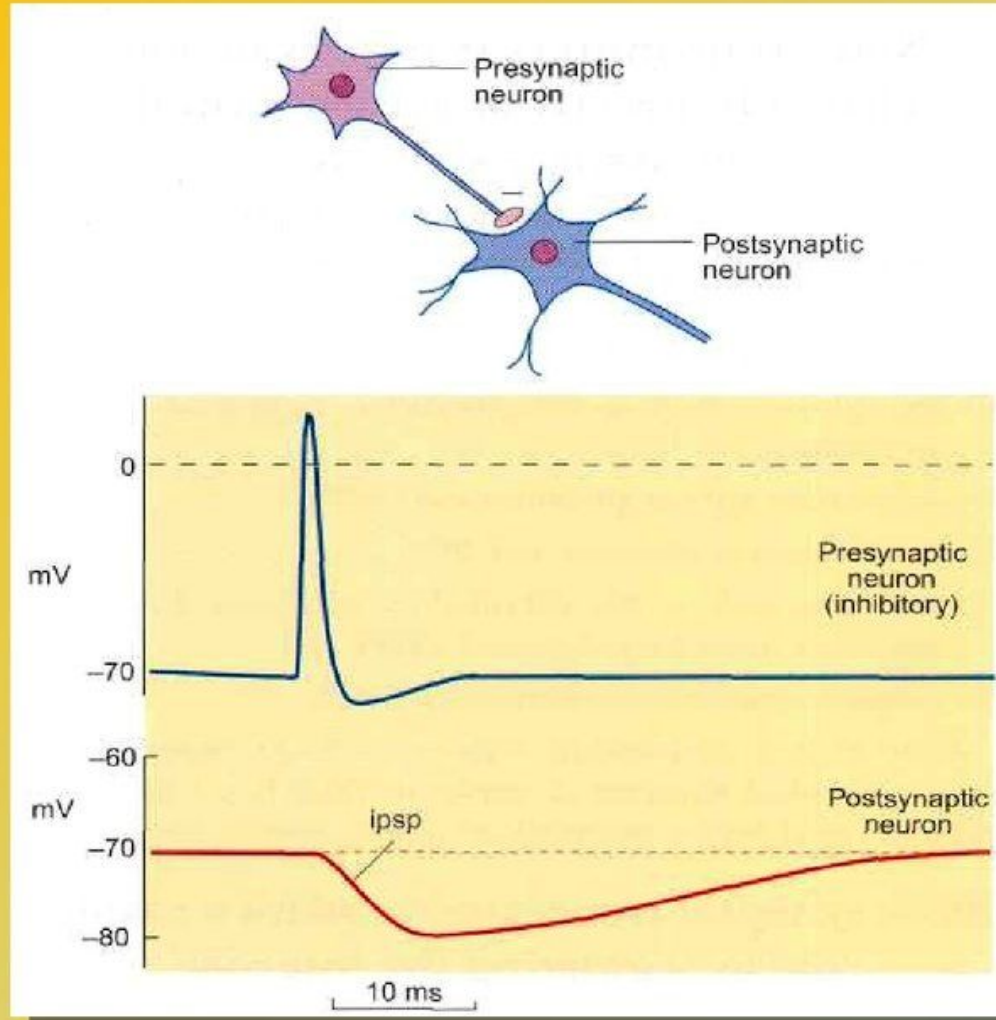 Presynaptic
neuron
–
Postsynaptic
neuron
0
mV
Presynaptic
neuron
(inhibitory)
–70
–60
mV
Postsynaptic
neuron
ipsp
–70
–80
10 ms